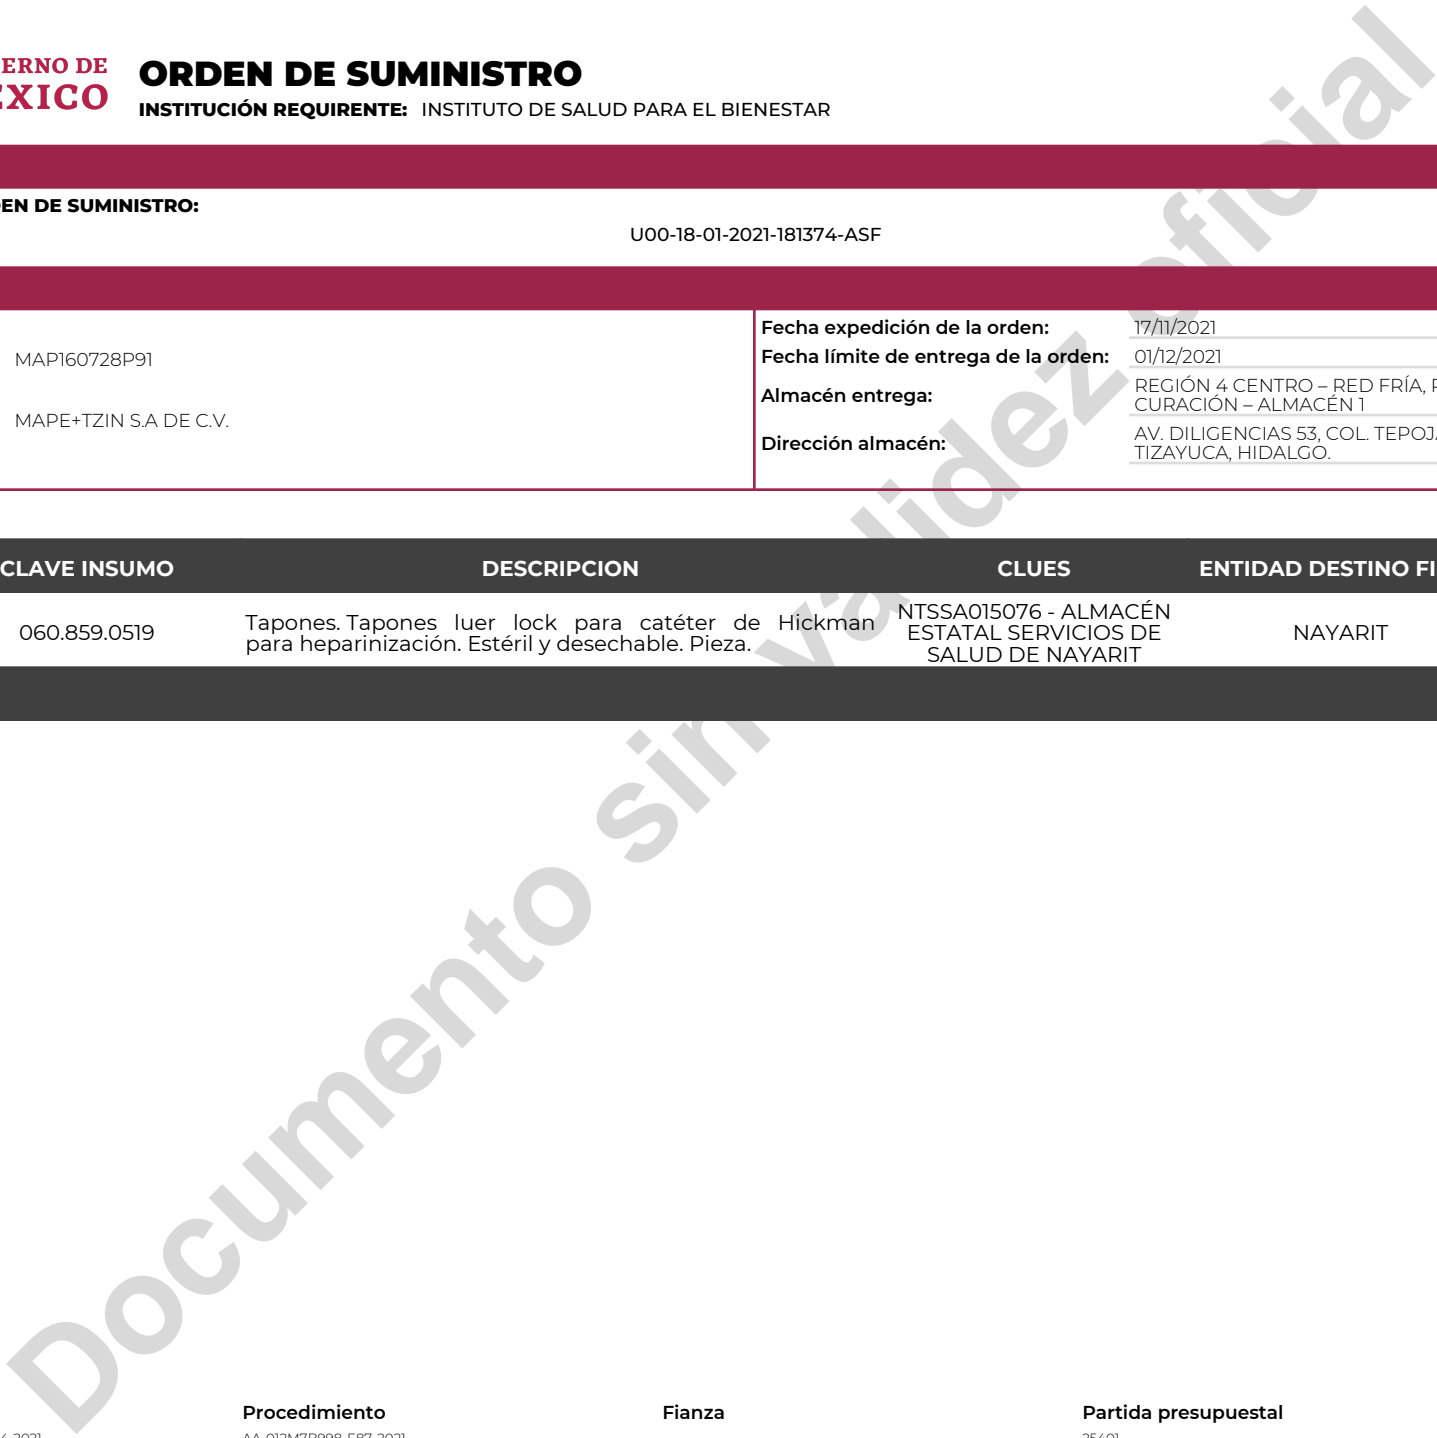 ERNO DE
ORDEN DE SUMINISTRO
XICO
INSTITUCIÓN REQUIRENTE: INSTITUTO DE SALUD PARA EL BIENESTAR
EN DE SUMINISTRO:
U00-18-01-2021-181374-ASF
MAP160728P91
MAPE+TZIN S.A DE C.V.
Fecha expedición de la orden: 17/11/2021
Fecha límite de entrega de la orden: 01/12/2021
Almacén entrega: REGIÓN 4 CENTRO – RED FRÍA,
CURACIÓN – ALMACÉN 1
Dirección almacén: AV. DILIGENCIAS 53, COL. TEPOJ
TIZAYUCA, HIDALGO.
CLAVE INSUMO DESCRIPCION CLUES ENTIDAD DESTINO FI
060.859.0519
Tapones. Tapones luer lock para catéter de Hickman
para heparinización. Estéril y desechable. Pieza.
NTSSA015076 - ALMACÉN
ESTATAL SERVICIOS DE
SALUD DE NAYARIT
NAYARIT
Documento sin validez oficial
Procedimiento Fianza Partida presupuestal